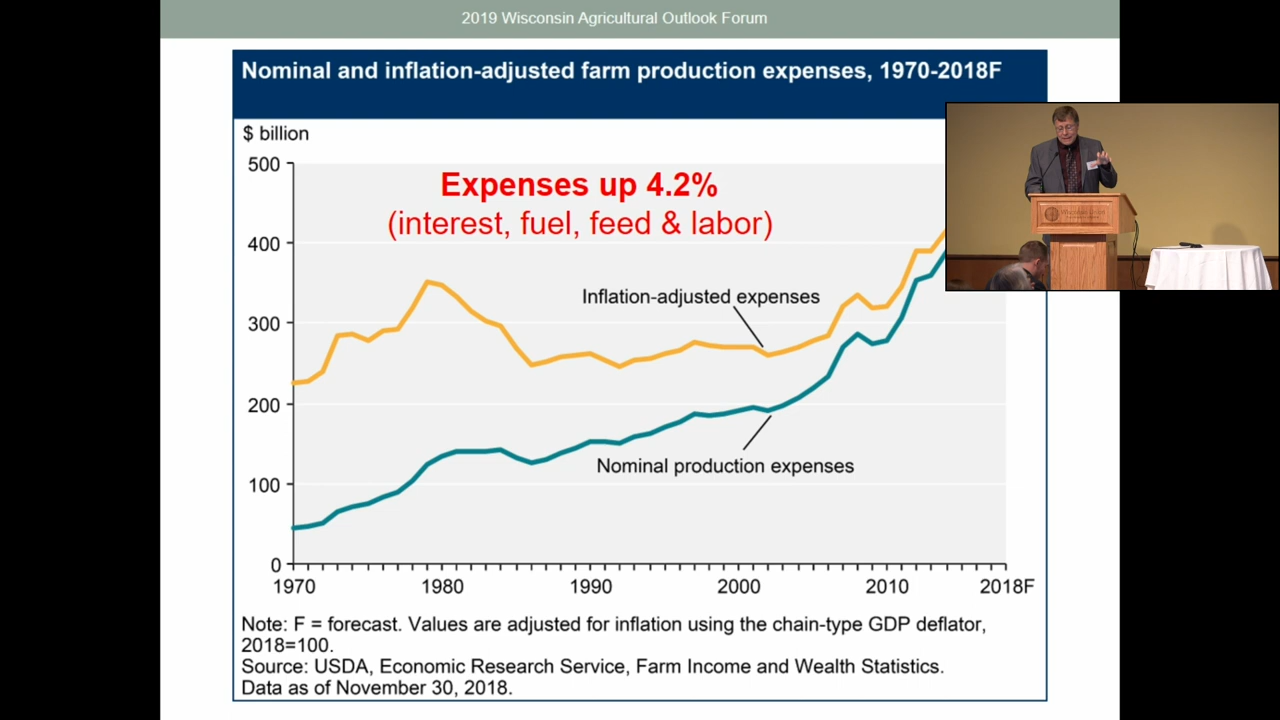 2019 Wisconsin Agricultural Outlook Forum
Nominal and inflation-adjusted farm production expenses, 1970-2018F
$ billion
500
Expenses up 4.2%
(interest, fuel, feed & labor)
400
Inflation-adjusted expenses
300
200
Nominal production expenses
100
0
1970 1980 1990 2000 2010 2018F
Note: F = forecast. Values are adjusted for inflation using the chain-type GDP deflator,
2018=100.
Source: USDA, Economic Research Service, Farm Income and Wealth Statistics.
Data as of November 30, 2018.
Wisconsin Union